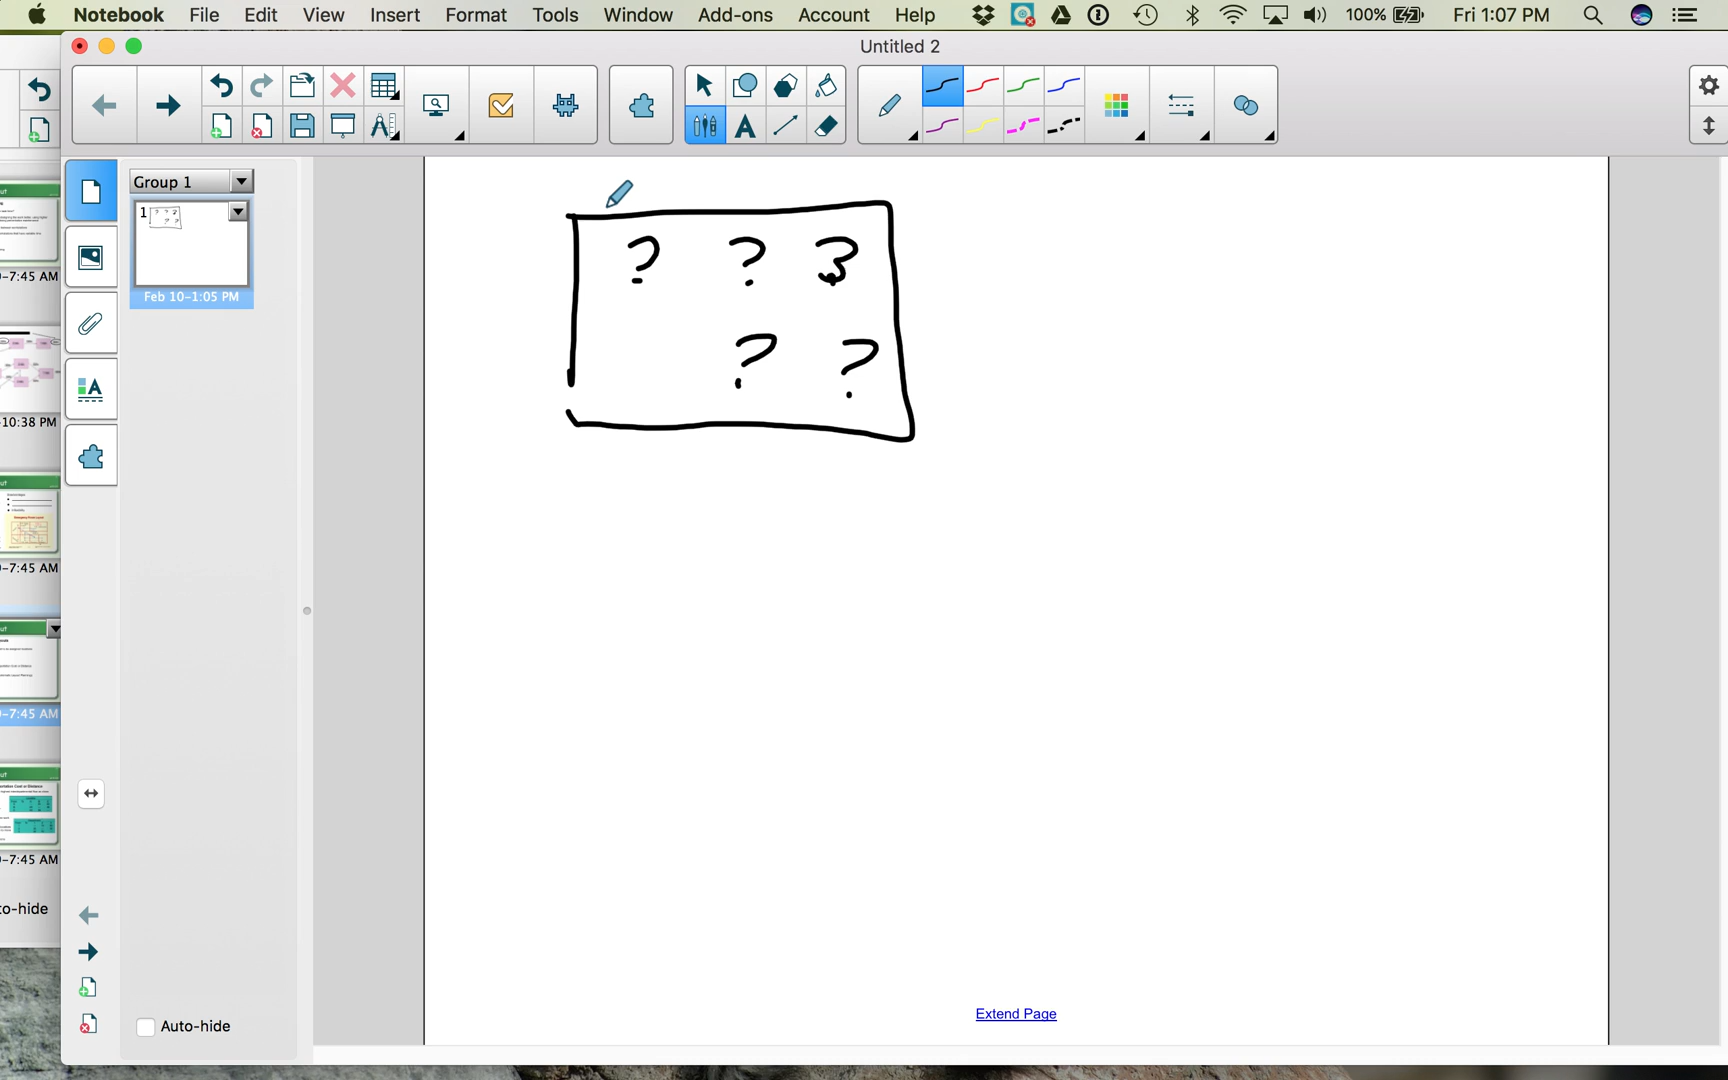 Notebook File Edit View Insert Format Tools Window Add-ons Account Help 100% Fri 1:07 PM
Untitled 2
Group 1
1
? ? ?
? ?
Feb 10-1:05 PM
-7:45 AM
10:38 PM
-7:45 AM
-7:45 AM
-7:45 AM
to-hide
Extend Page
Auto-hide